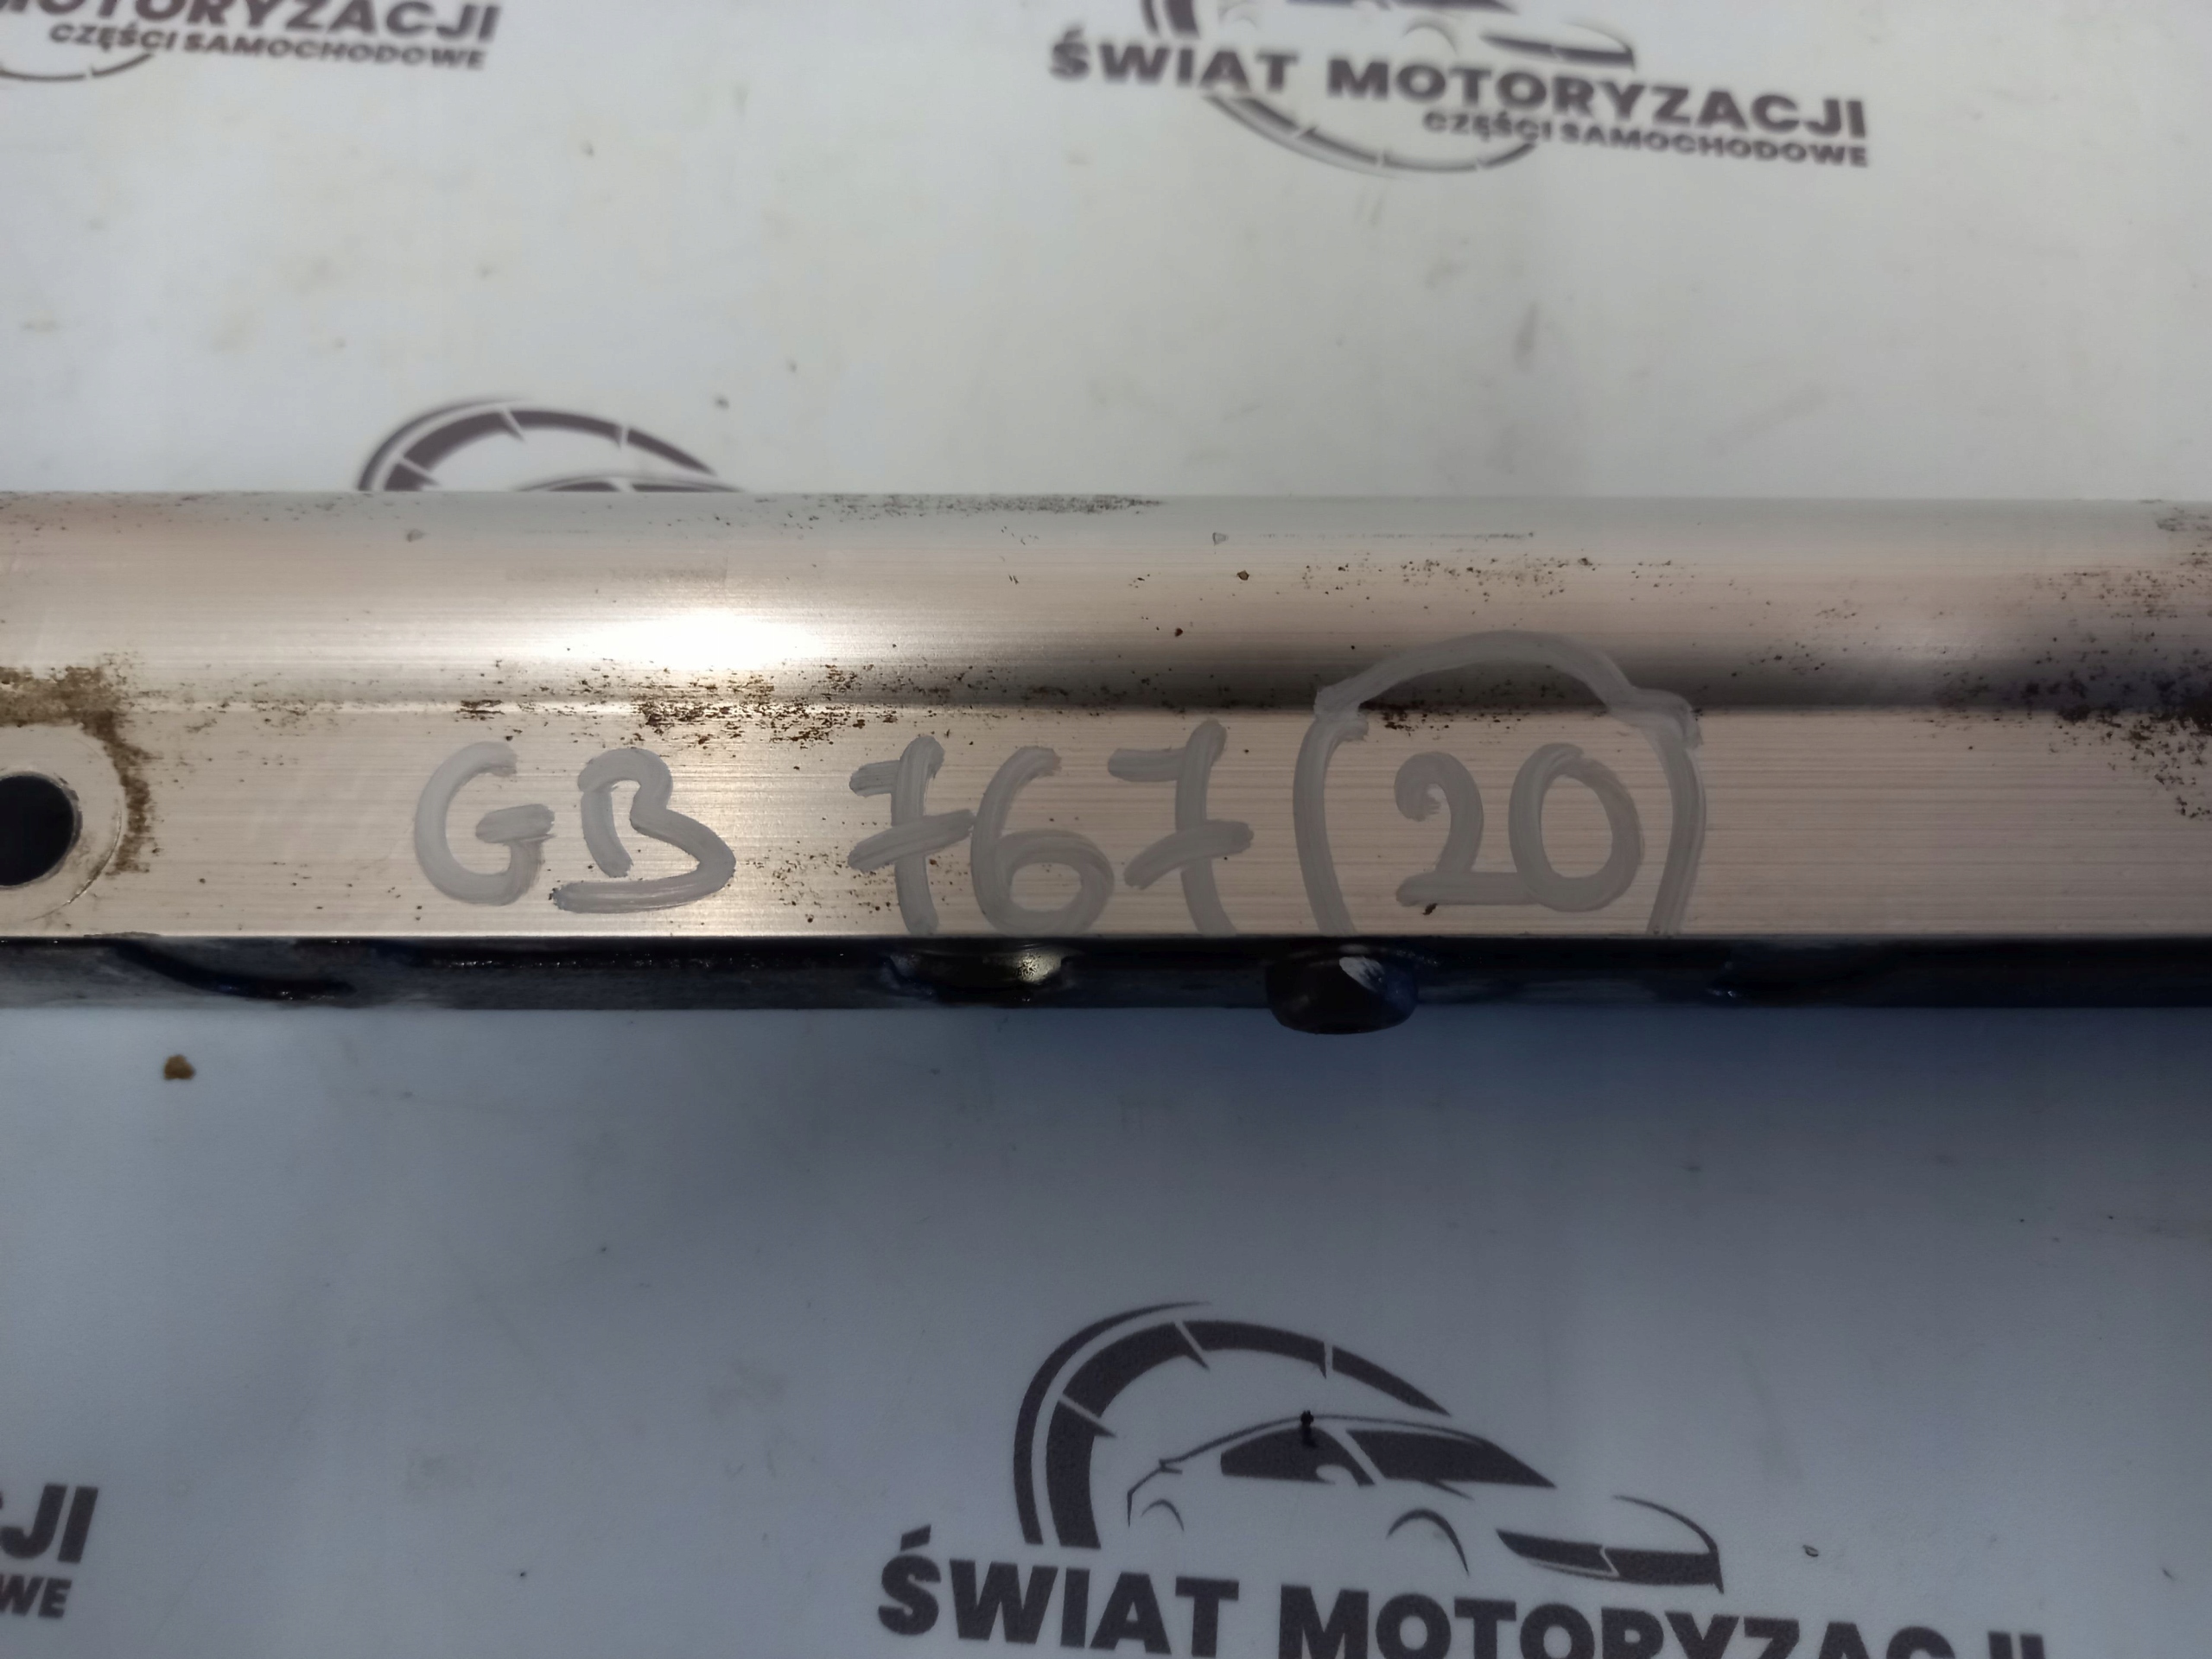 MOTORYZACJI
CZĘŚCI SAMOCHODOWE
ŚWIAT MOTORYZACJI
CZĘŚCI SAMOCHODOWE
GB 767 (20)
JI
WE
ŚWIAT MOTORYZACJI